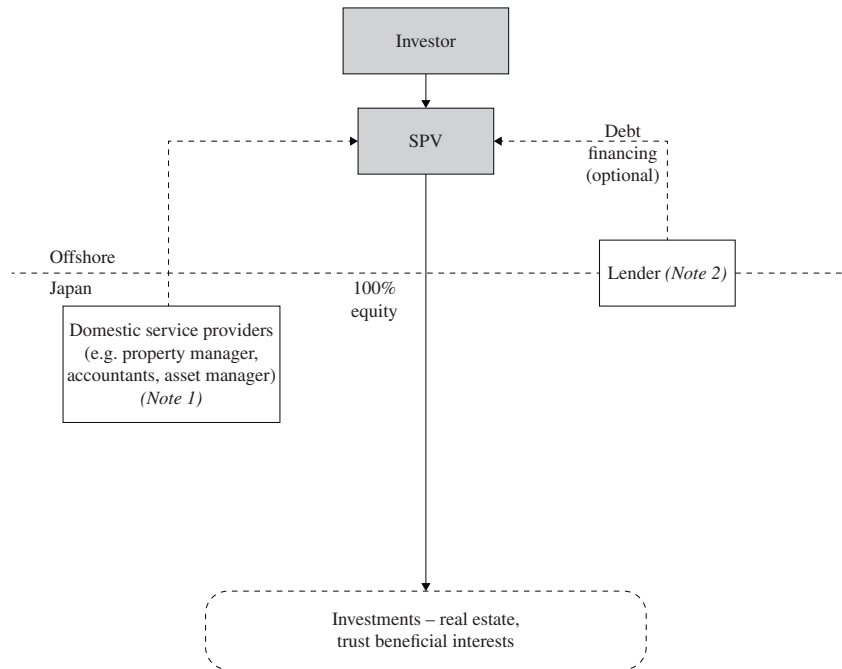 Investor
SPV
Debt
financing
(optional)
Offshore
Japan
100%
equity
Lender (Note 2)
Domestic service providers
(e.g. property manager,
accountants, asset manager)
(Note 1)
Investments – real estate,
trust beneficial interests